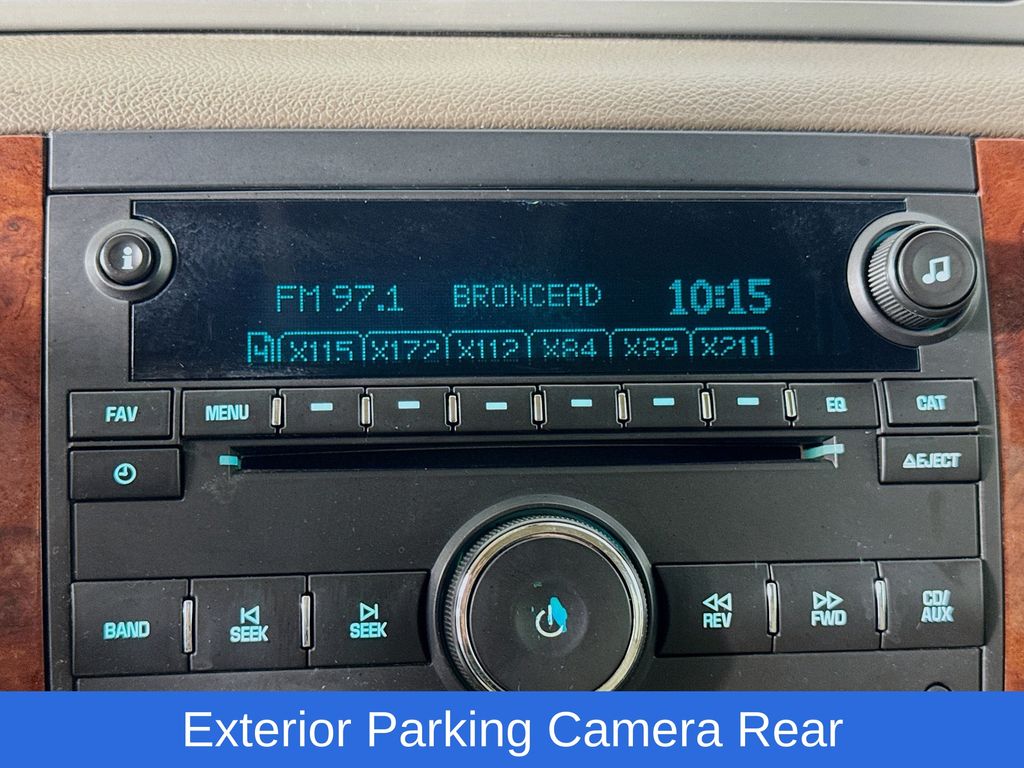 i
FM 97.1 BRONCEAD 10:15
4 X115 X172 X112 X84 X89 X211
FAV MENU EQ CAT
EJECT
BAND SEEK SEEK REV FWD CD/
AUX
Exterior Parking Camera Rear